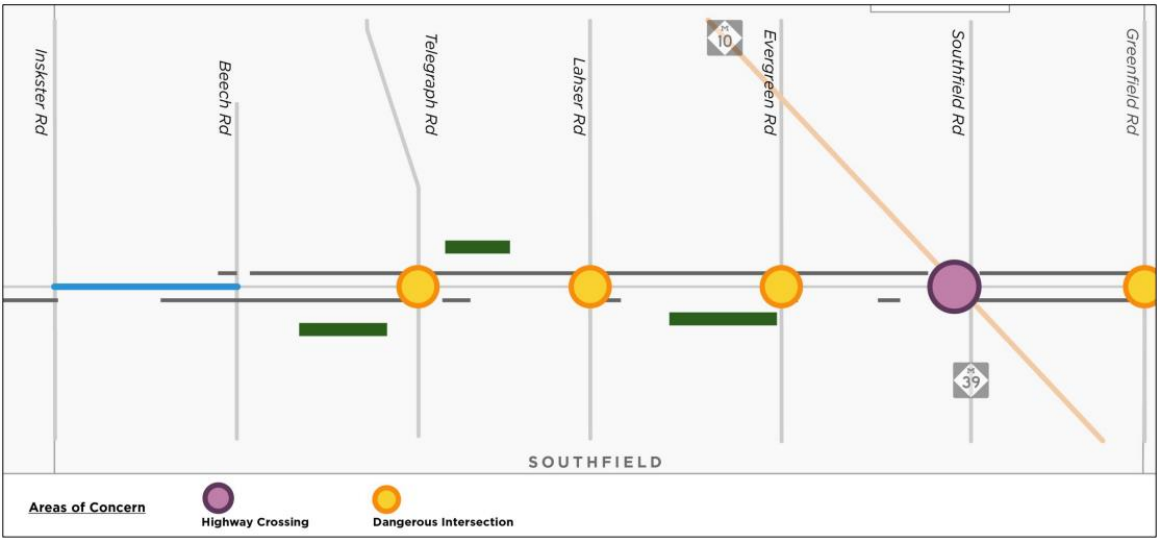 Inskster Rd
Beech Rd
Telegraph Rd
Lahser Rd
M
10
Evergreen Rd
Southfield Rd
Greenfield Rd
M
39
SOUTHFIELD
Areas of Concern
Highway Crossing
Dangerous Intersection